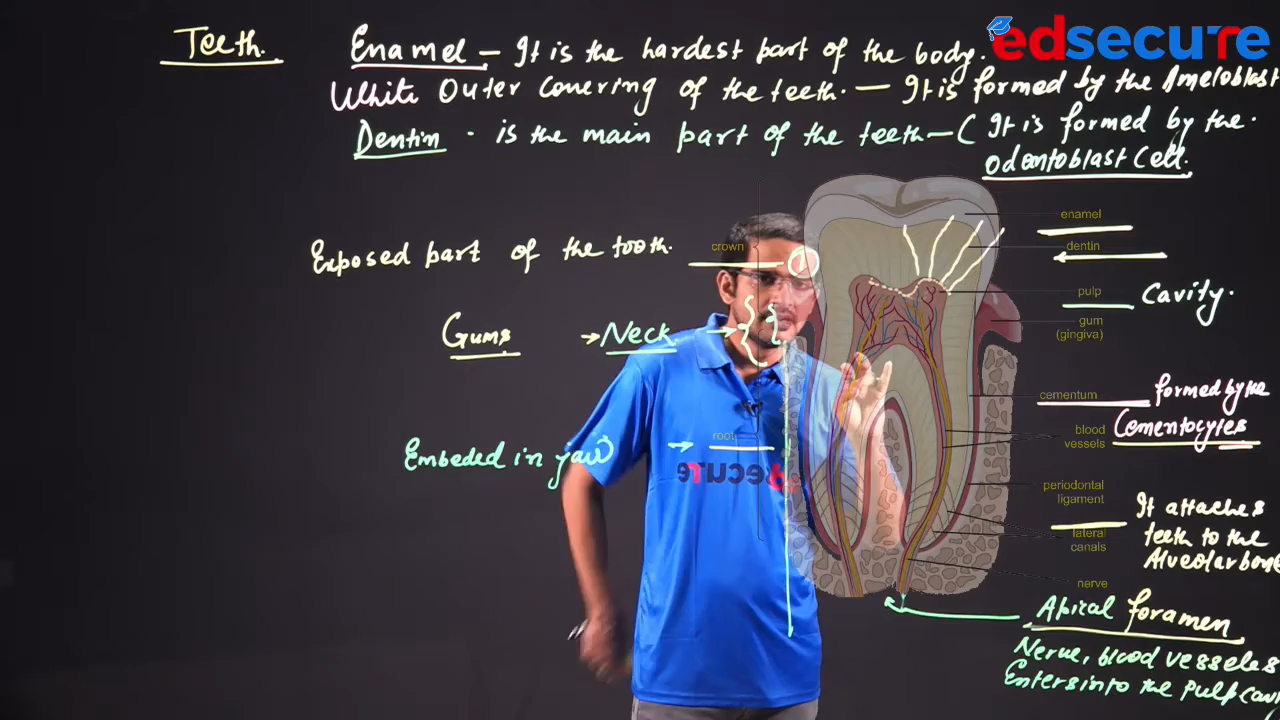 edsecure
Teeth.
Enamel - It is the hardest part of the body.
White Outer Covering of the teeth. - It is formed by the Ameloblast
Dentin. is the main part of the teeth - ( It is formed by the.
Odontoblast Cell.
Exposed part of the tooth.
crown
1
enamel
dentin
pulp
Cavity.
gum
(gingiva)
Gums
→ Neck →
cementum
formed by the
Cementocytes
blood
vessels
Embeded in jaw
→ root
secure
periodontal
ligament
It attaches
teeth to the
Alveolar bone
lateral
canals
nerve
Apical foramen
Nerve, blood vesseles
Enters into the Pulp Cavi